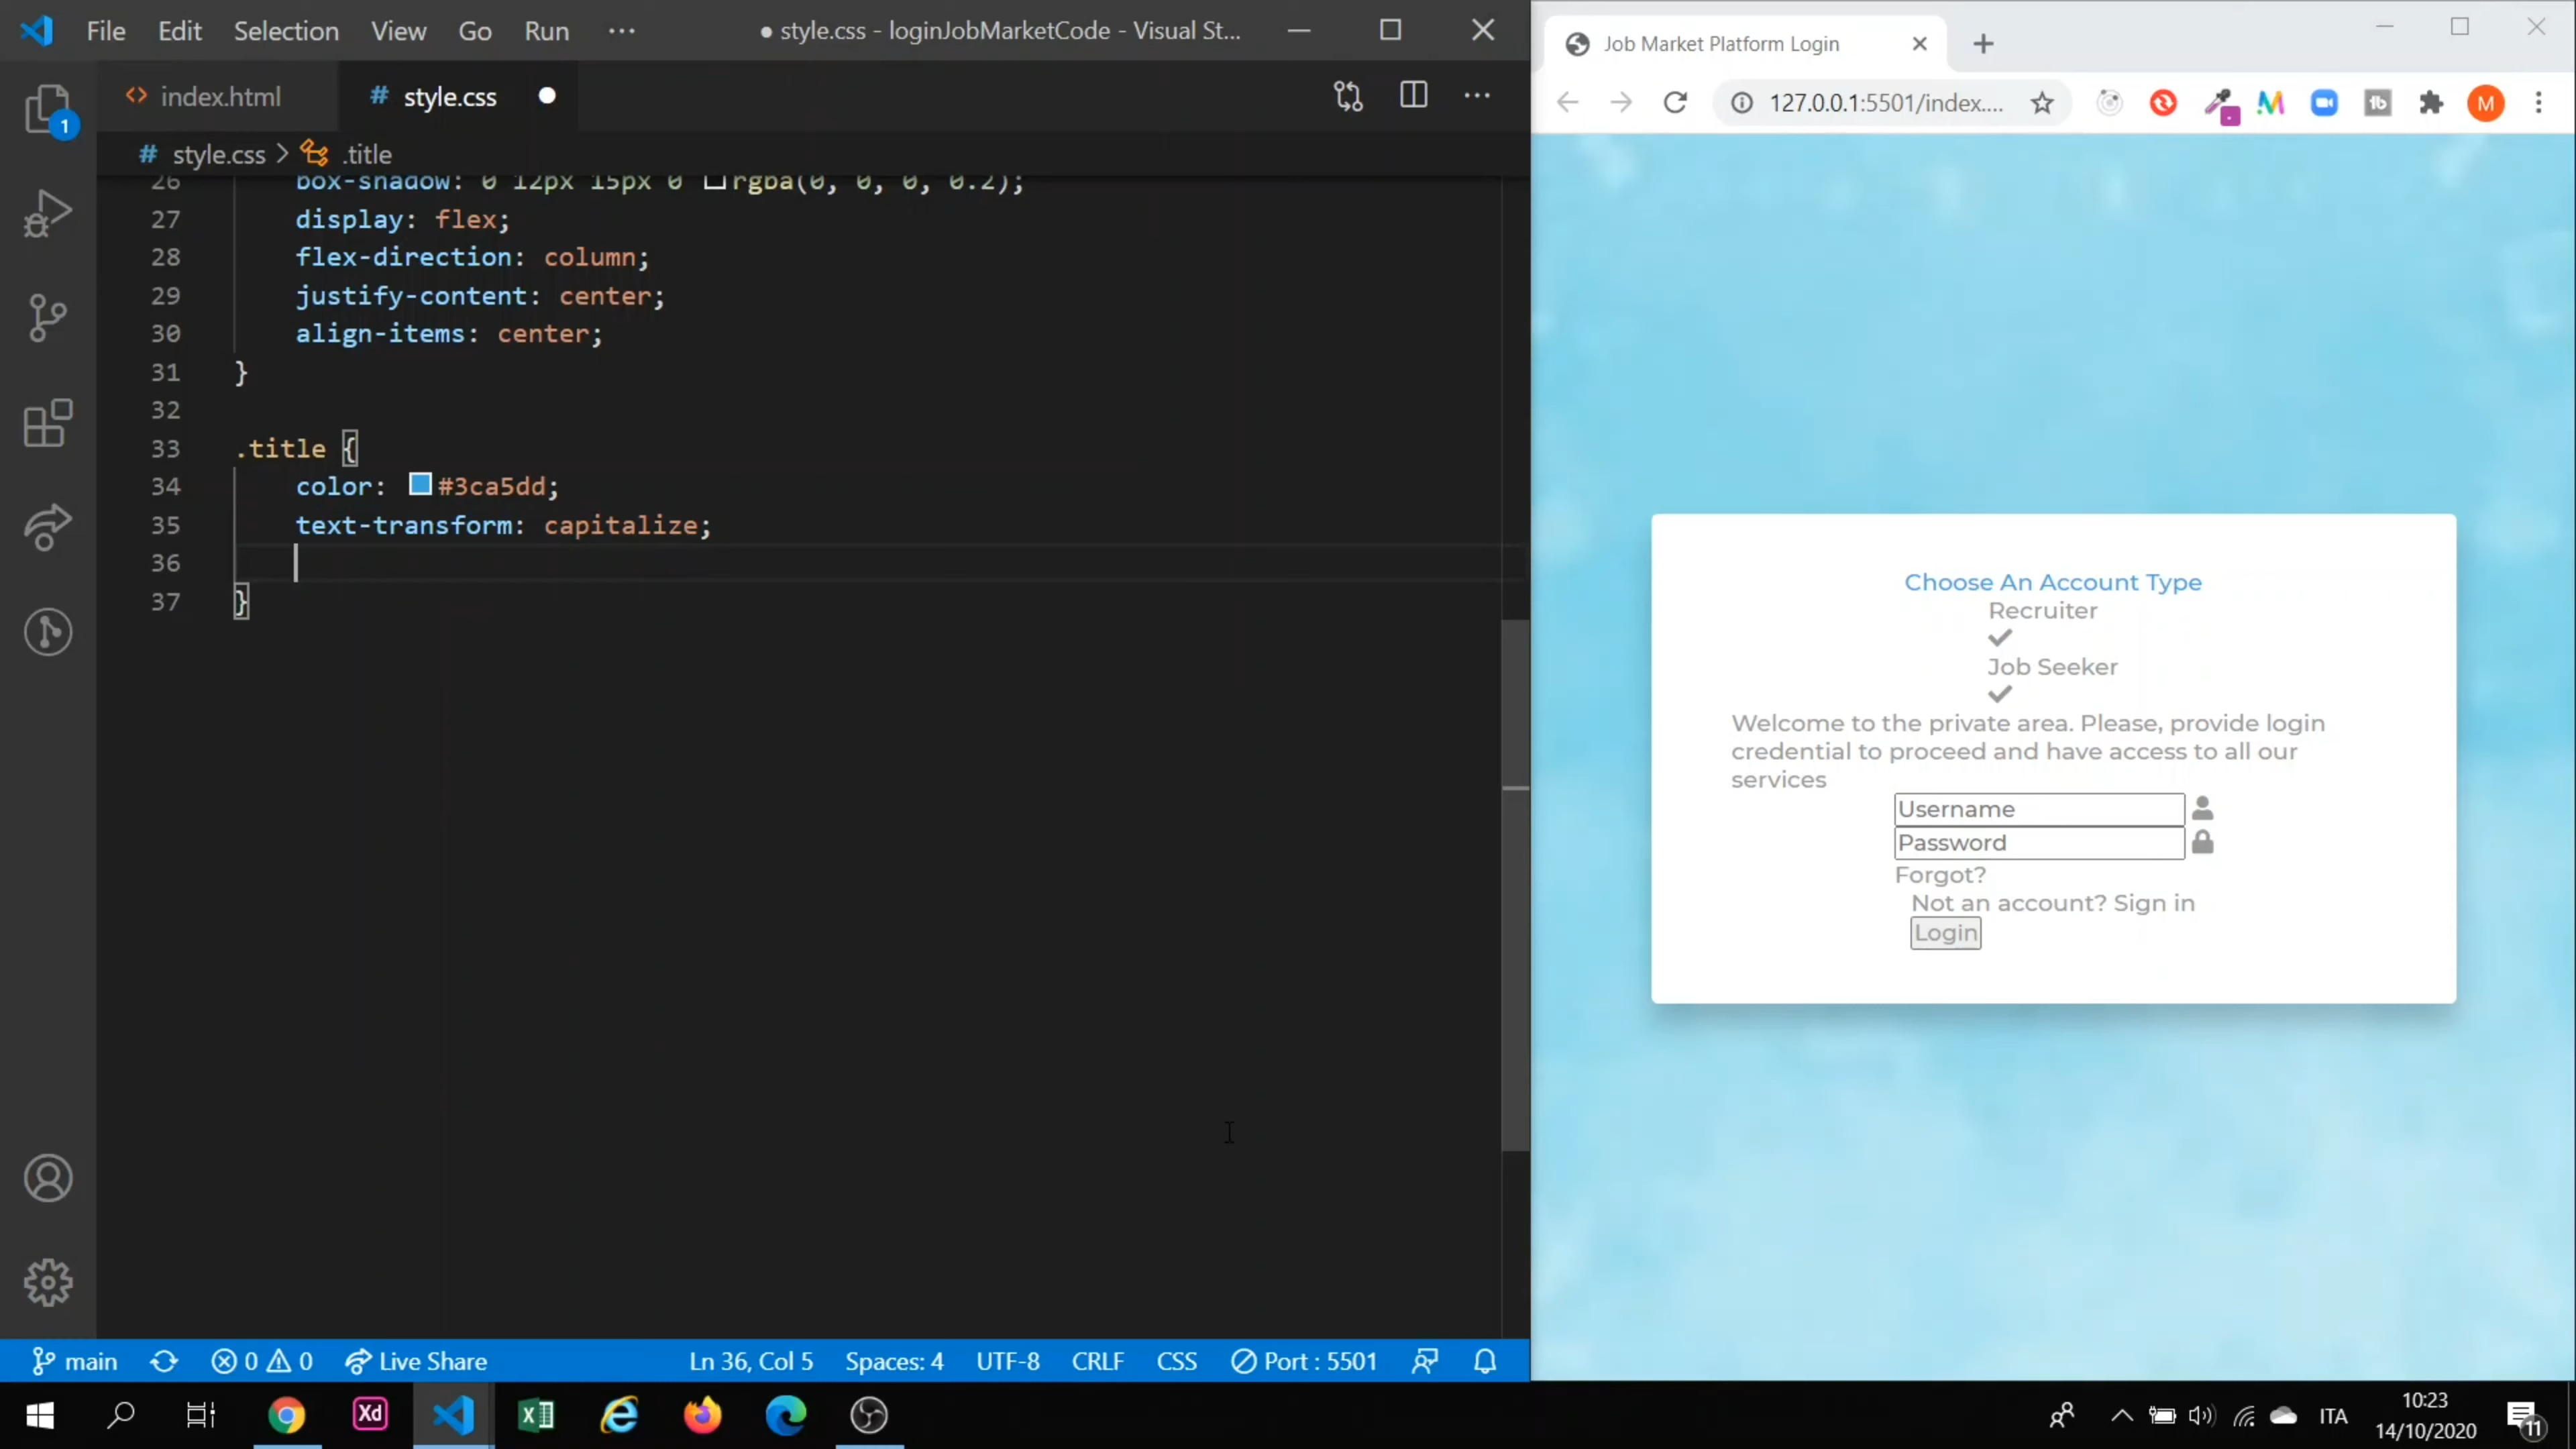 File Edit Selection View Go Run ··· ● style.css - loginJobMarketCode - Visual St...
1
index.html # style.css
# style.css > .title
26 box-shadow: 0 12px 15px 0 rgba(0, 0, 0, 0.2);
27 display: flex;
28 flex-direction: column;
29 justify-content: center;
30 align-items: center;
31 }
32
33 .title {
34 color: #3ca5dd;
35 text-transform: capitalize;
36
37 }
main 0 0 Live Share Ln 36, Col 5 Spaces: 4 UTF-8 CRLF CSS Port : 5501
Job Market Platform Login
127.0.0.1:5501/index.... M
Choose An Account Type
Recruiter
Job Seeker
Welcome to the private area. Please, provide login
credential to proceed and have access to all our
services
Username
Password
Forgot?
Not an account? Sign in
Login
Xd ITA 10:23
14/10/2020 11